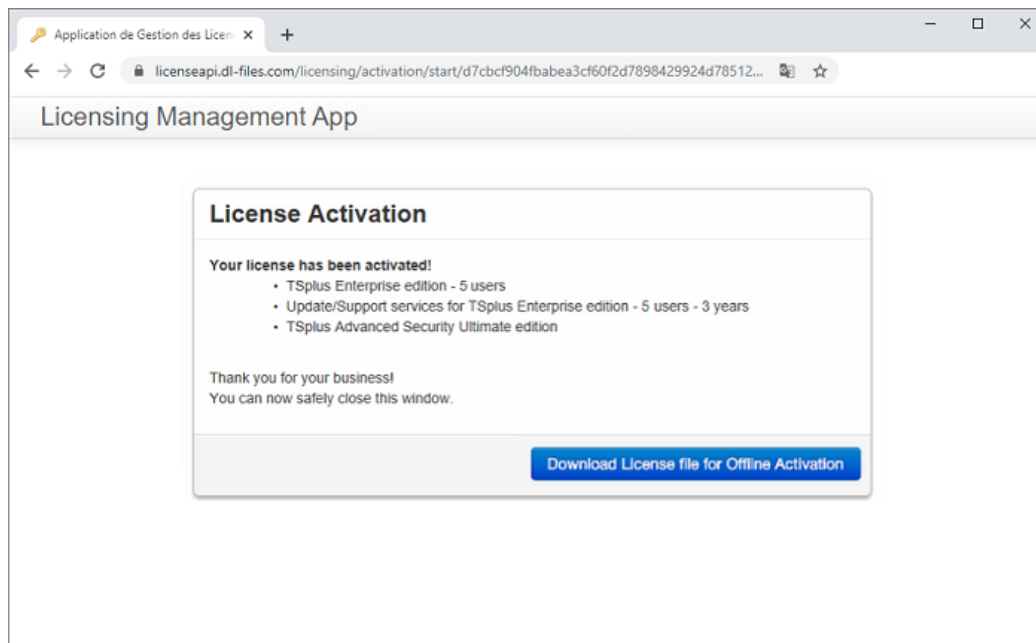 Application de Gestion des Licen
licenseapi.dl-files.com/licensing/activation/start/d7cbcf904fbabea3cf60f2d7898429924d78512...
Licensing Management App
License Activation
Your license has been activated!
• TSplus Enterprise edition - 5 users
• Update/Support services for TSplus Enterprise edition - 5 users - 3 years
• TSplus Advanced Security Ultimate edition
Thank you for your business!
You can now safely close this window.
Download License file for Offline Activation